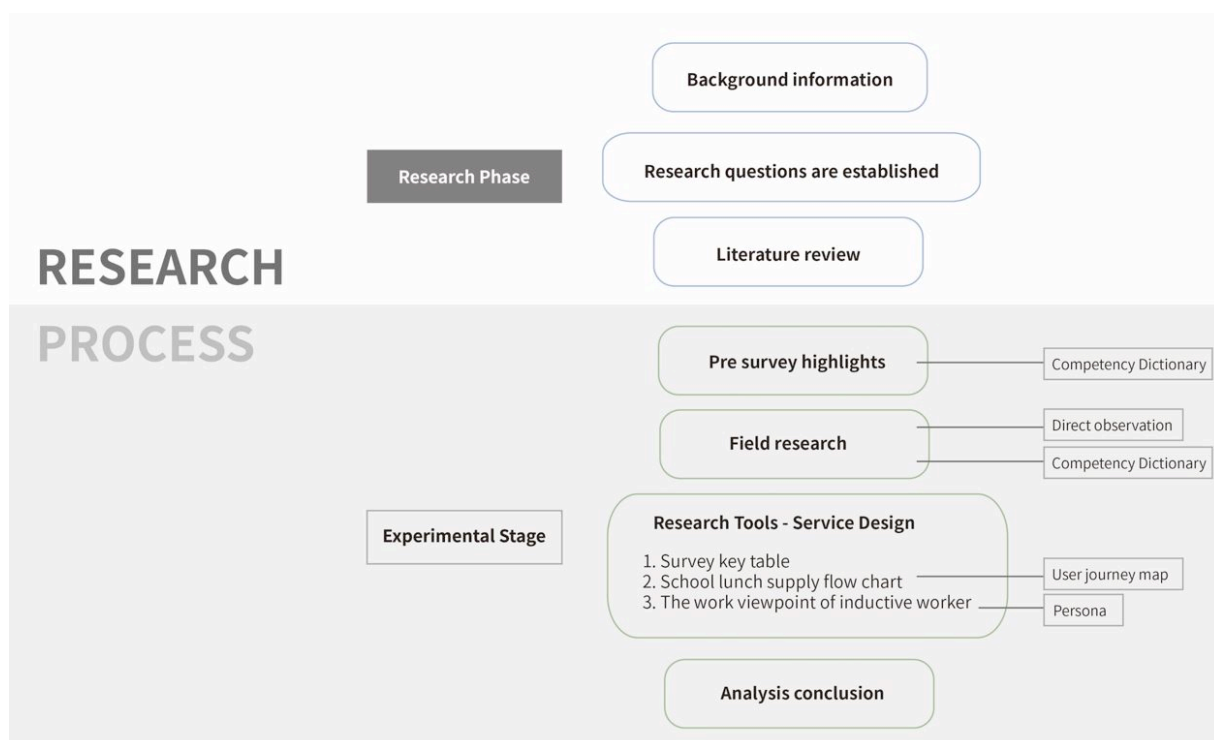 Background information
Research Phase
Research questions are established
Literature review
RESEARCH
PROCESS
Pre survey highlights
Competency Dictionary
Direct observation
Field research
Competency Dictionary
Experimental Stage
Research Tools - Service Design
1. Survey key table
2. School lunch supply flow chart
User journey map
3. The work viewpoint of inductive worker
Persona
Analysis conclusion